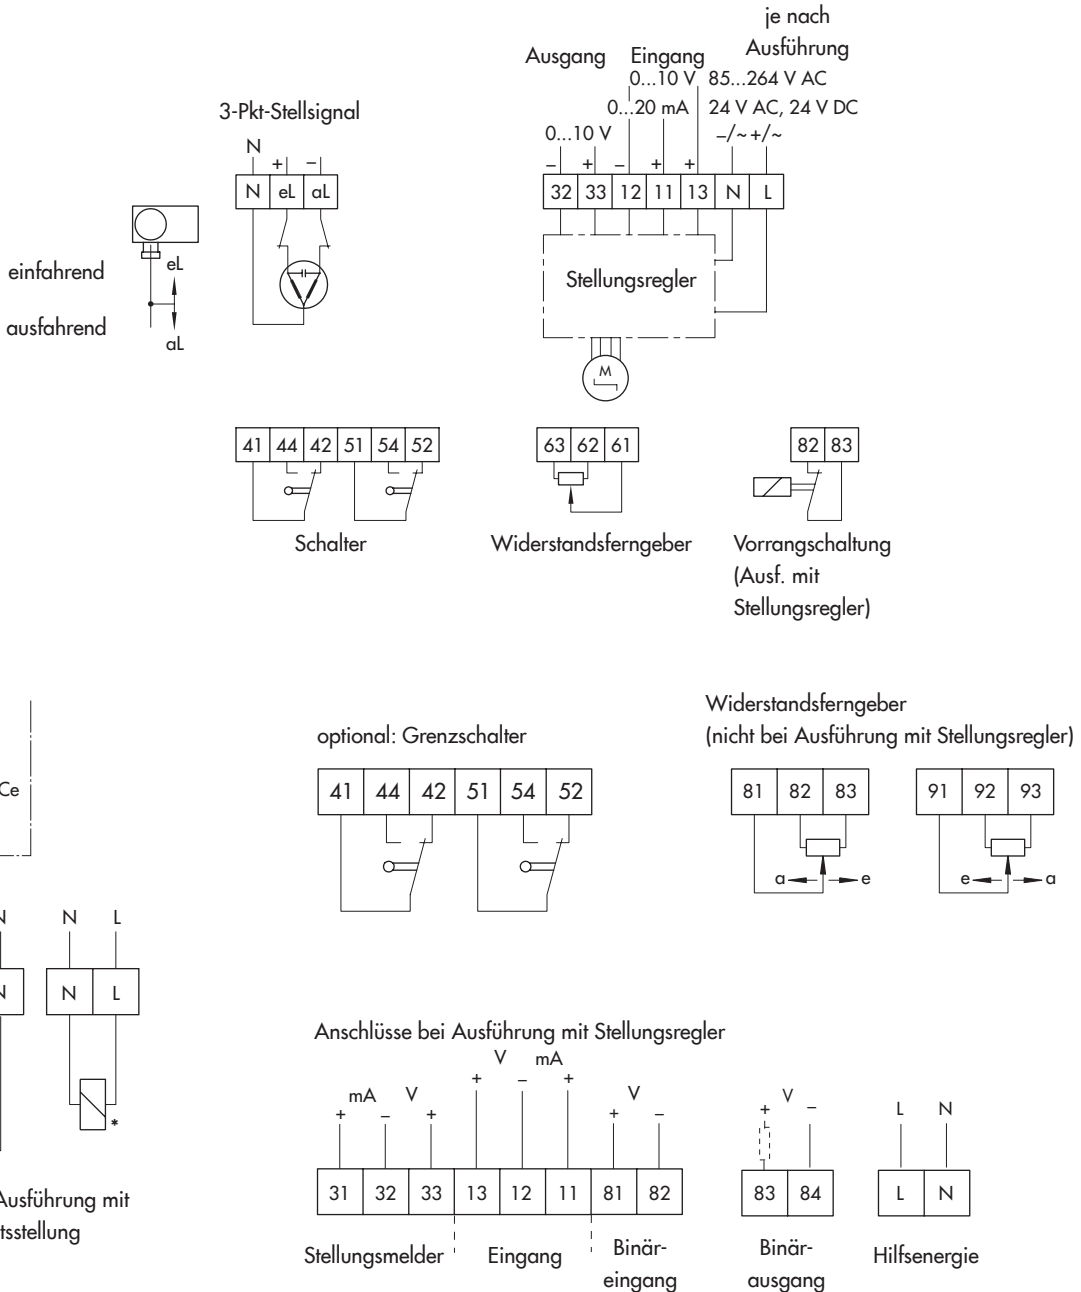 je nach
Ausgang Eingang Ausführung
0...10 V 85...264 V AC
3-Pkt-Stellsignal
0...20 mA 24 V AC, 24 V DC
0...10 V –/~ +/~
N
+ –
– + – + +
N eL aL
32 33 12 11 13 N L
einfahrend
eL
Stellungsregler
ausfahrend
aL
M
41 44 42 51 54 52
63 62 61
82 83
Schalter
Widerstandsferngeber
Vorrangschaltung
(Ausf. mit
Stellungsregler)
Widerstandsferngeber
(nicht bei Ausführung mit Stellungsregler)
optional: Grenzschalter
Ce
41 44 42 51 54 52
81 82 83
91 92 93
a e
e a
N N L
N N L
*
Ausführung mit
tsstellung
Anschlüsse bei Ausführung mit Stellungsregler
V mA
+ – +
mA V
+ – +
V
+ –
V
+ –
L N
31 32 33 13 12 11 81 82
83 84
L N
Stellungsmelder Eingang Binär-
eingang
Binär-
ausgang
Hilfsenergie